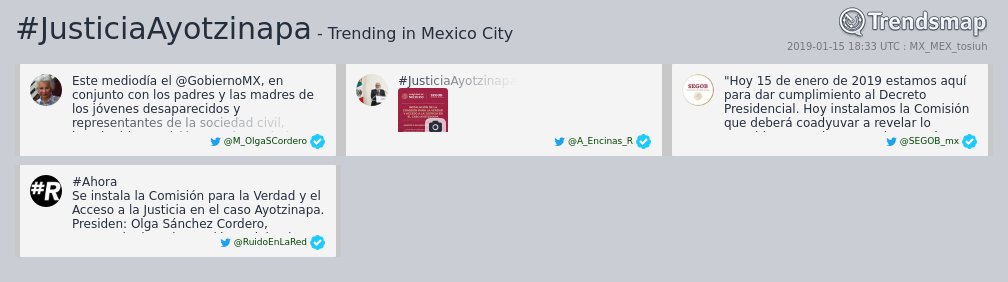 #JusticiaAyotzinapa - Trending in Mexico City
Trendsmap
2019-01-15 18:33 UTC : MX_MEX_tosiuh
Este mediodía el @GobiernoMX, en
conjunto con los padres y las madres de
los jóvenes desaparecidos y
representantes de la sociedad civil,
@M_OlgaSCordero
#JusticiaAyotzinapa
@A_Encinas_R
SEGOB
"Hoy 15 de enero de 2019 estamos aquí
para dar cumplimiento al Decreto
Presidencial. Hoy instalamos la Comisión
que deberá coadyuvar a revelar lo
@SEGOB_mx
#R
#Ahora
Se instala la Comisión para la Verdad y el
Acceso a la Justicia en el caso Ayotzinapa.
Presiden: Olga Sánchez Cordero,
@RuidoEnLaRed